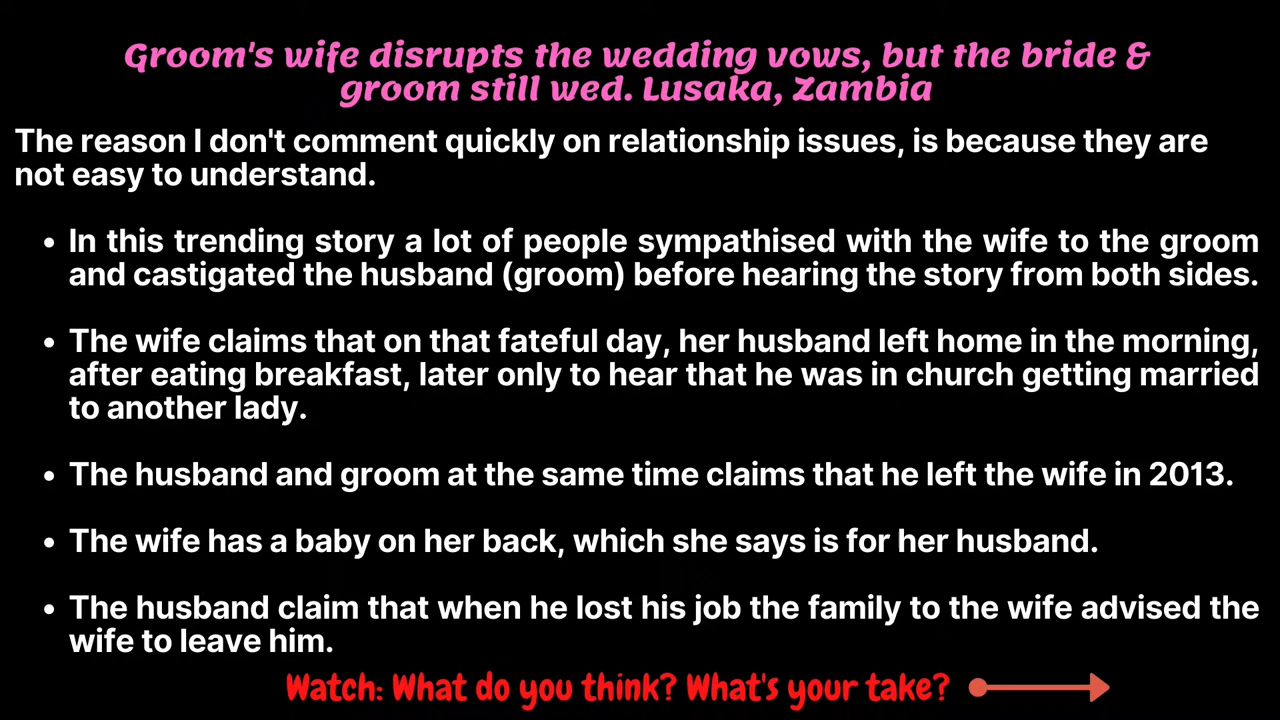 Groom's wife disrupts the wedding vows, but the bride &
groom still wed. Lusaka, Zambia
The reason I don't comment quickly on relationship issues, is because they are
not easy to understand.
• In this trending story a lot of people sympathised with the wife to the groom
and castigated the husband (groom) before hearing the story from both sides.
• The wife claims that on that fateful day, her husband left home in the morning,
after eating breakfast, later only to hear that he was in church getting married
to another lady.
• The husband and groom at the same time claims that he left the wife in 2013.
• The wife has a baby on her back, which she says is for her husband.
• The husband claim that when he lost his job the family to the wife advised the
wife to leave him.
Watch: What do you think? What's your take?